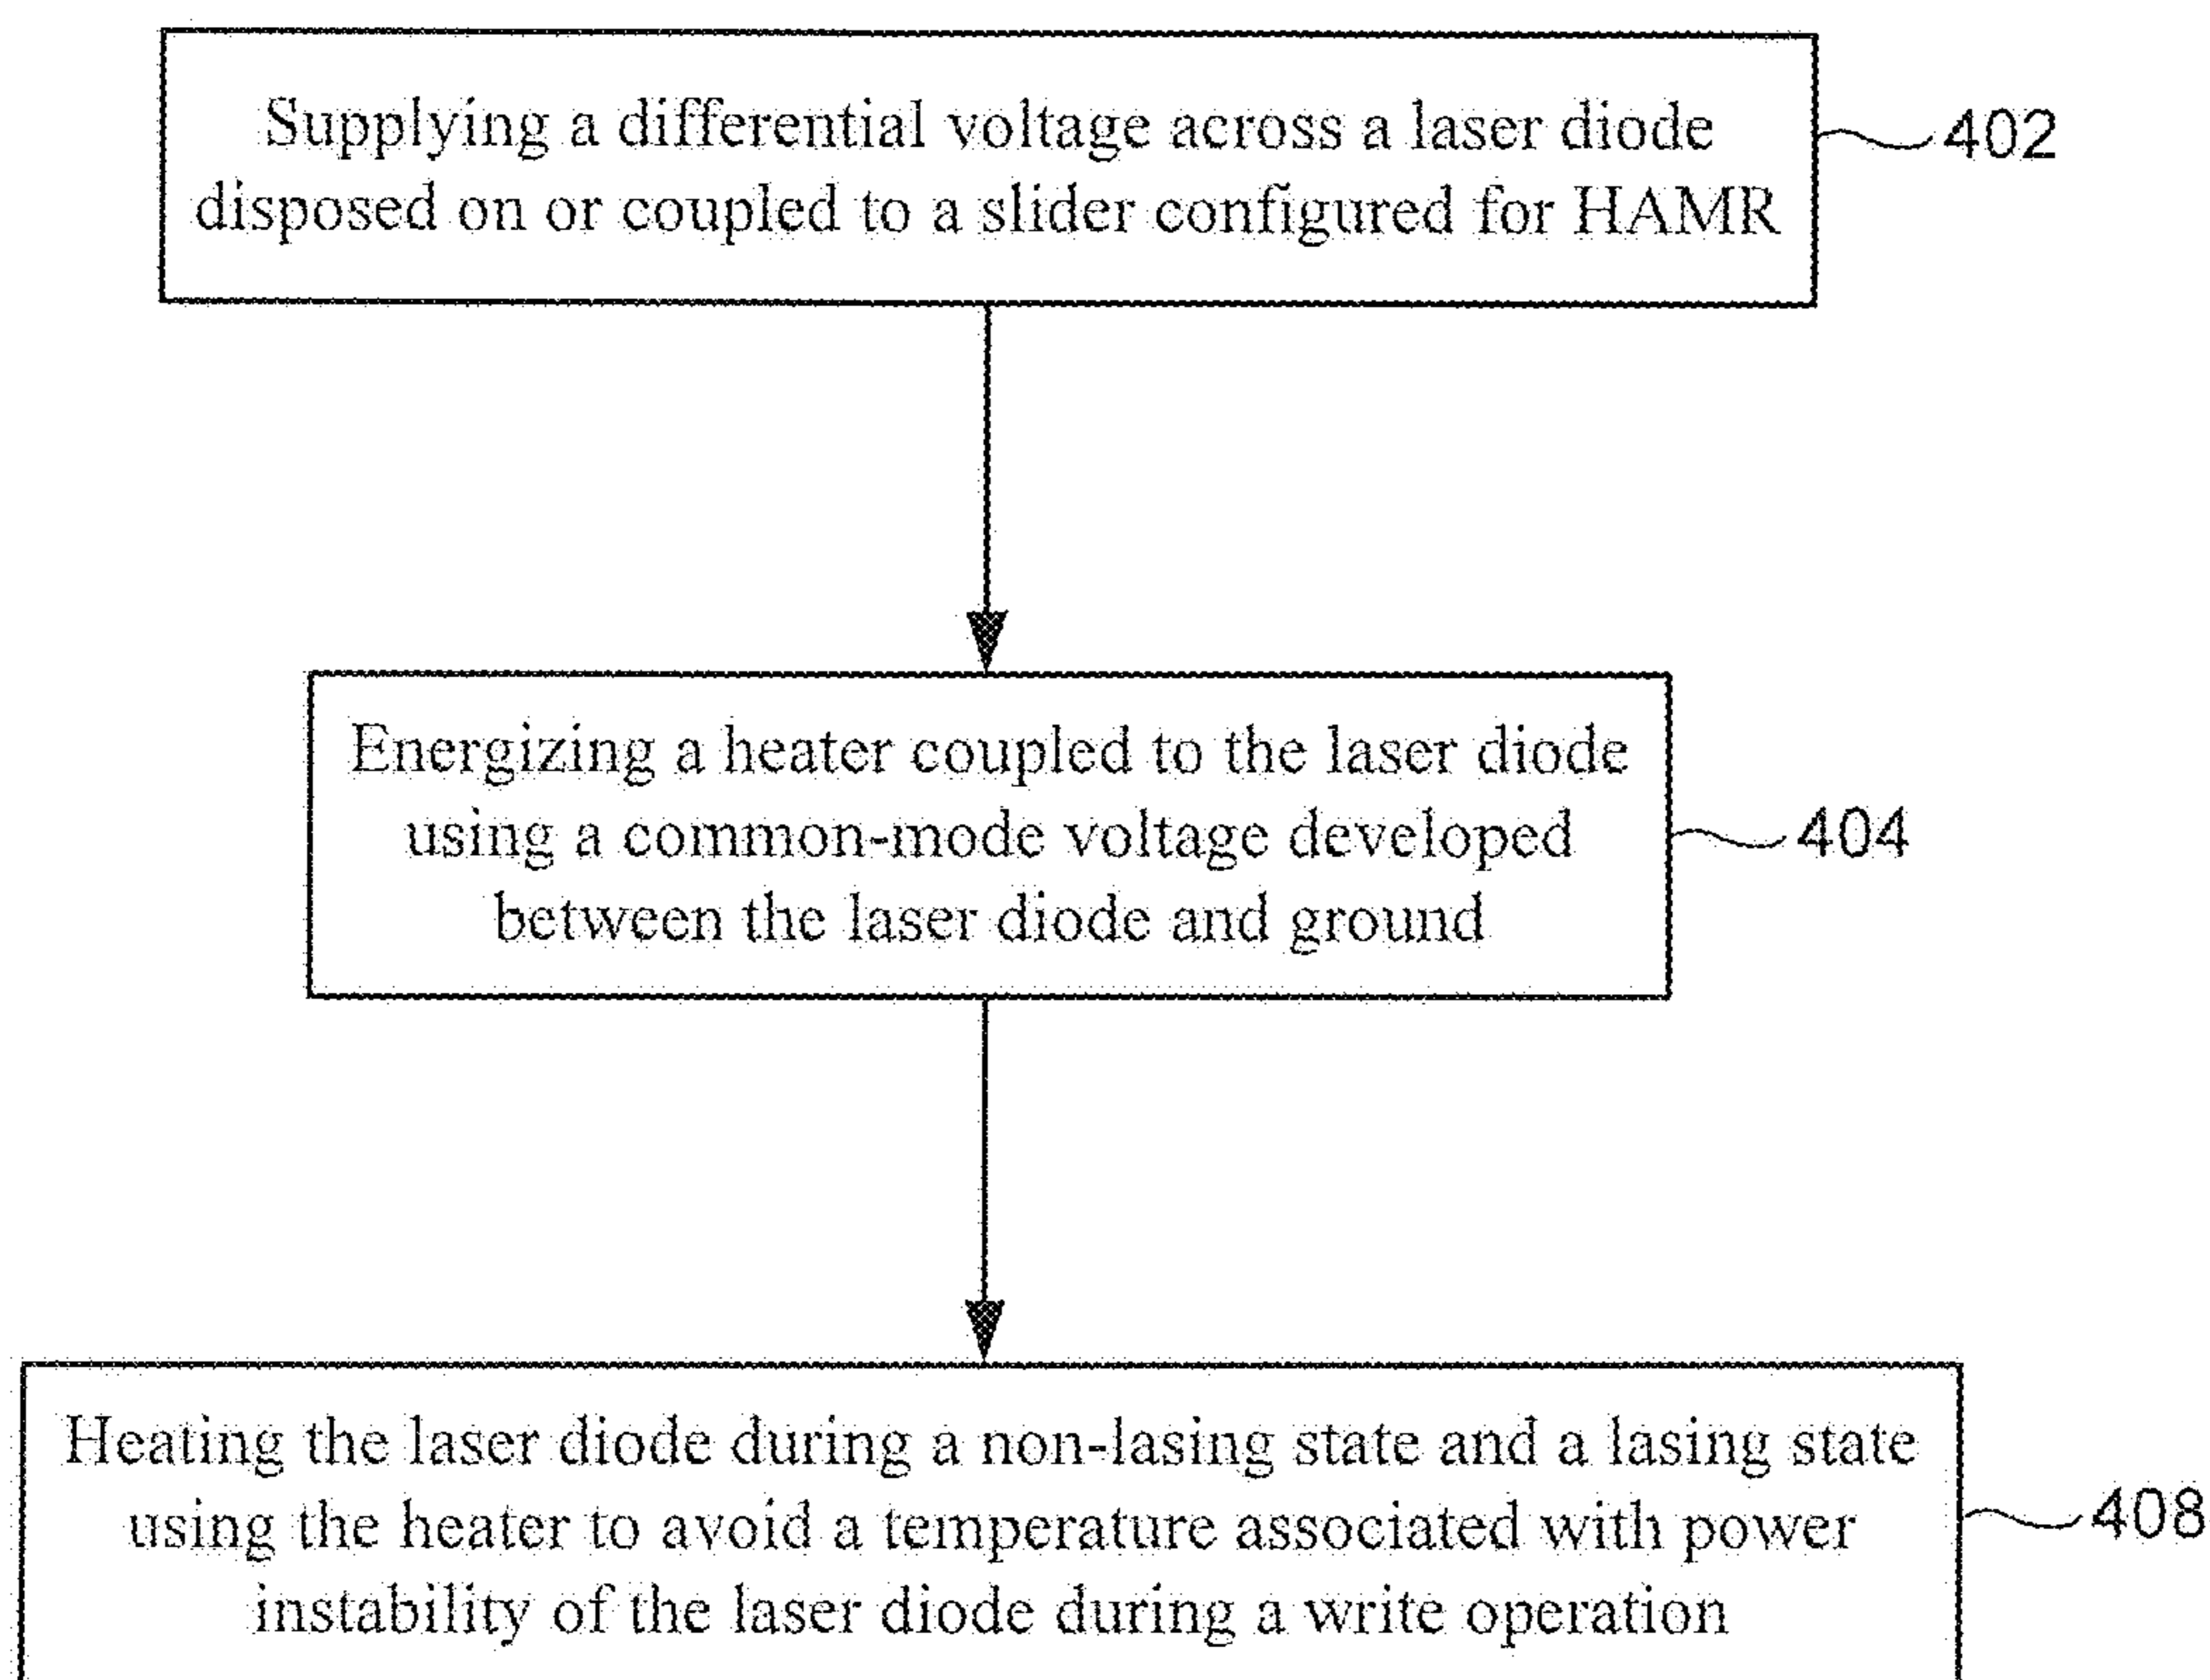 Supplying a differential voltage across a laser diode
disposed on or coupled to a slider configured for HAMR
402
Energizing a heater coupled to the laser diode
using a common-mode voltage developed
between the laser diode and ground
404
Heating the laser diode during a non-lasing state and a lasing state
using the heater to avoid a temperature associated with power
instability of the laser diode during a write operation
408